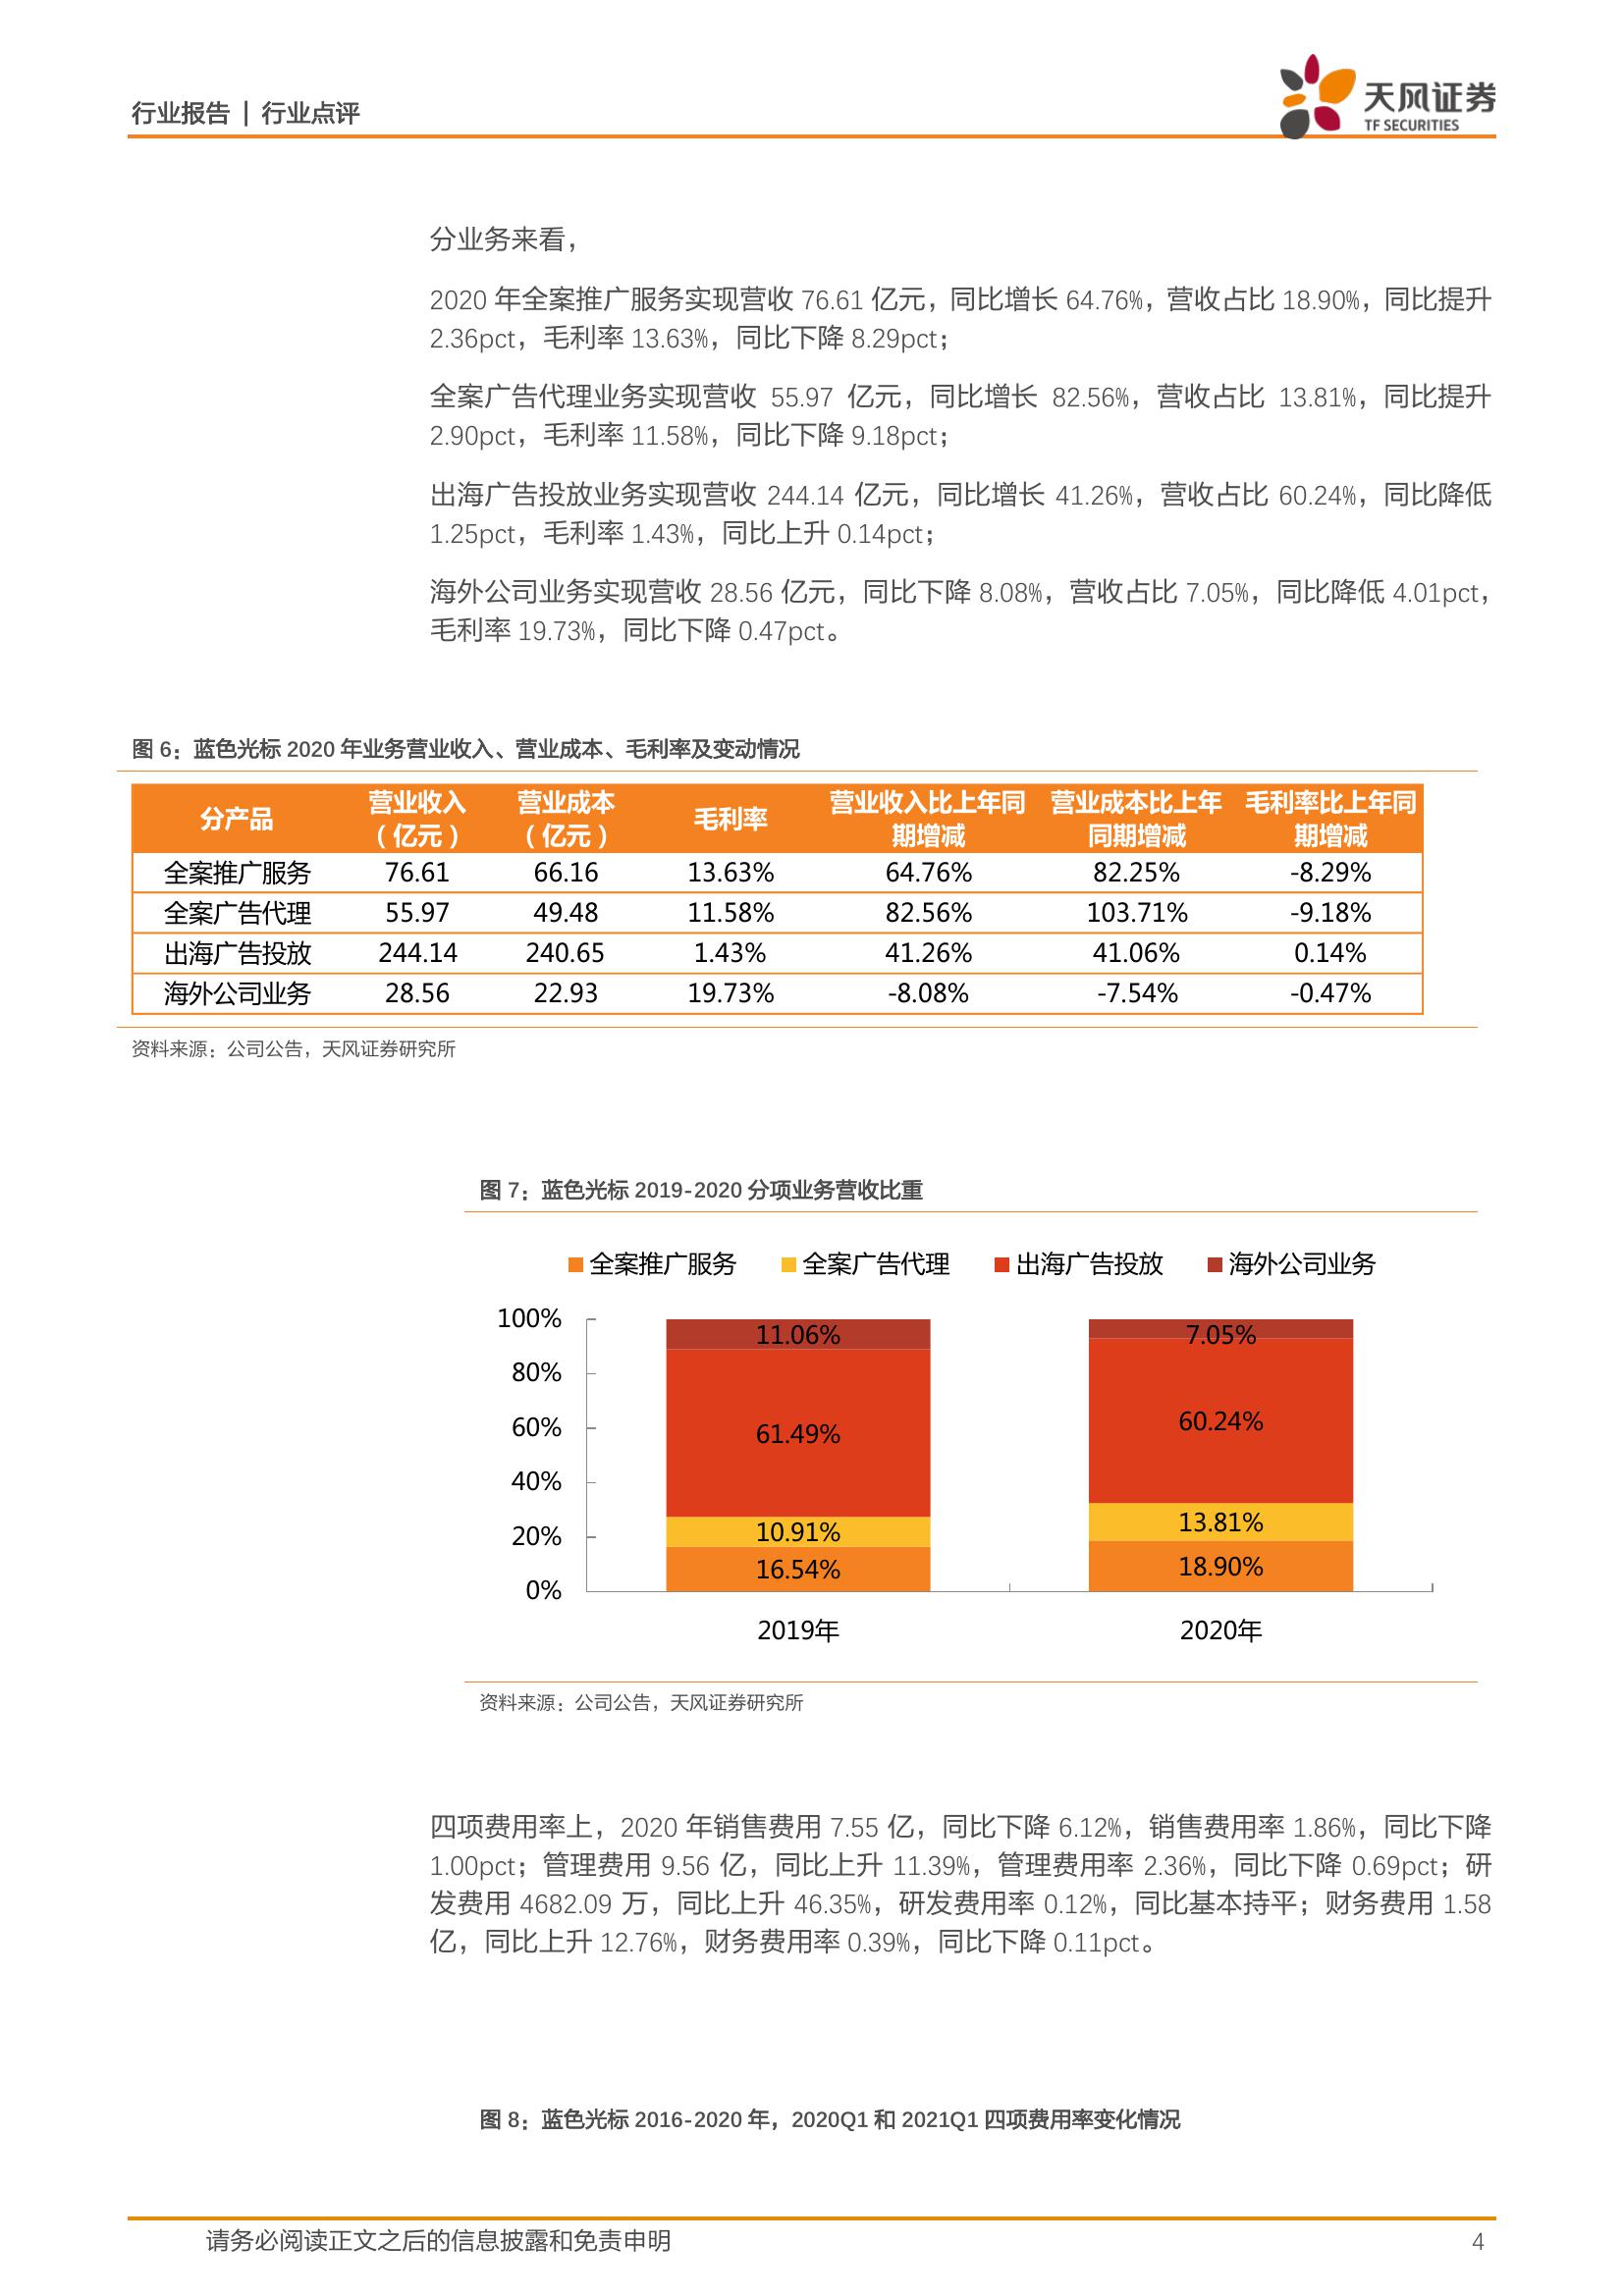 行业报告 | 行业点评
天风证券
TF SECURITIES
分业务来看，
2020 年全案推广服务实现营收 76.61 亿元，同比增长 64.76%，营收占比 18.90%，同比提升
2.36pct，毛利率 13.63%，同比下降 8.29pct；
全案广告代理业务实现营收 55.97 亿元，同比增长 82.56%，营收占比 13.81%，同比提升
2.90pct，毛利率 11.58%，同比下降 9.18pct；
出海广告投放业务实现营收 244.14 亿元，同比增长 41.26%，营收占比 60.24%，同比降低
1.25pct，毛利率 1.43%，同比上升 0.14pct；
海外公司业务实现营收 28.56 亿元，同比下降 8.08%，营收占比 7.05%，同比降低 4.01pct，
毛利率 19.73%，同比下降 0.47pct。
图 6：蓝色光标 2020 年业务营业收入、营业成本、毛利率及变动情况
分产品 营业收入（亿元） 营业成本（亿元） 毛利率 营业收入比上年同期增减 营业成本比上年同期增减 毛利率比上年同期增减
全案推广服务 76.61 66.16 13.63% 64.76% 82.25% -8.29%
全案广告代理 55.97 49.48 11.58% 82.56% 103.71% -9.18%
出海广告投放 244.14 240.65 1.43% 41.26% 41.06% 0.14%
海外公司业务 28.56 22.93 19.73% -8.08% -7.54% -0.47%
资料来源：公司公告，天风证券研究所
图 7：蓝色光标 2019-2020 分项业务营收比重
全案推广服务 全案广告代理 出海广告投放 海外公司业务
100%
80%
60%
40%
20%
0%
11.06%
61.49%
10.91%
16.54%
7.05%
60.24%
13.81%
18.90%
2019年 2020年
资料来源：公司公告，天风证券研究所
四项费用率上，2020 年销售费用 7.55 亿，同比下降 6.12%，销售费用率 1.86%，同比下降
1.00pct；管理费用 9.56 亿，同比上升 11.39%，管理费用率 2.36%，同比下降 0.69pct；研
发费用 4682.09 万，同比上升 46.35%，研发费用率 0.12%，同比基本持平；财务费用 1.58
亿，同比上升 12.76%，财务费用率 0.39%，同比下降 0.11pct。
图 8：蓝色光标 2016-2020 年，2020Q1 和 2021Q1 四项费用率变化情况
请务必阅读正文之后的信息披露和免责申明 4